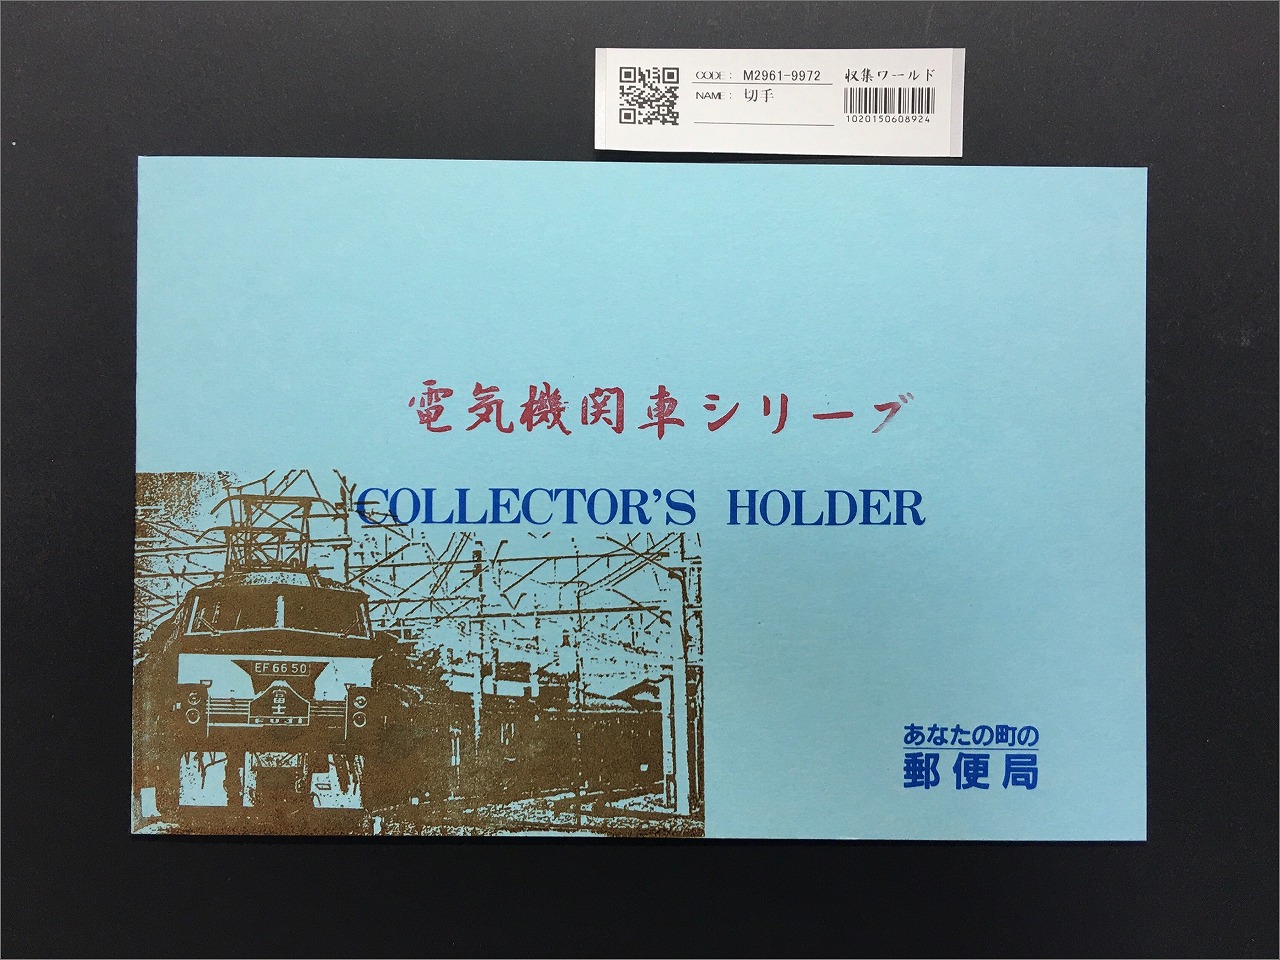 CODE: M2961-9972
NAME: 切手
収集ワールド
1020150608924
電気機関車シリーズ
COLLECTOR'S HOLDER
EF66 50
富士
FUJI
あなたの町の
郵便局